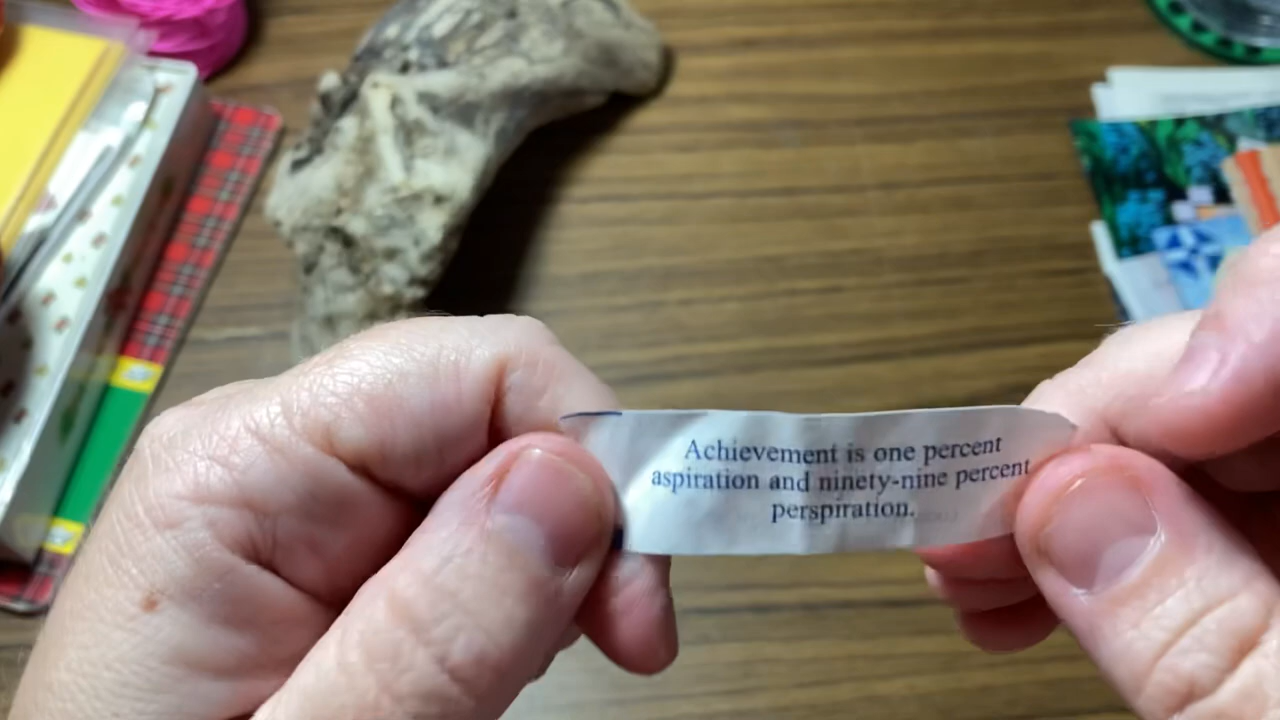 Achievement is one percent
aspiration and ninety-nine percent
perspiration.